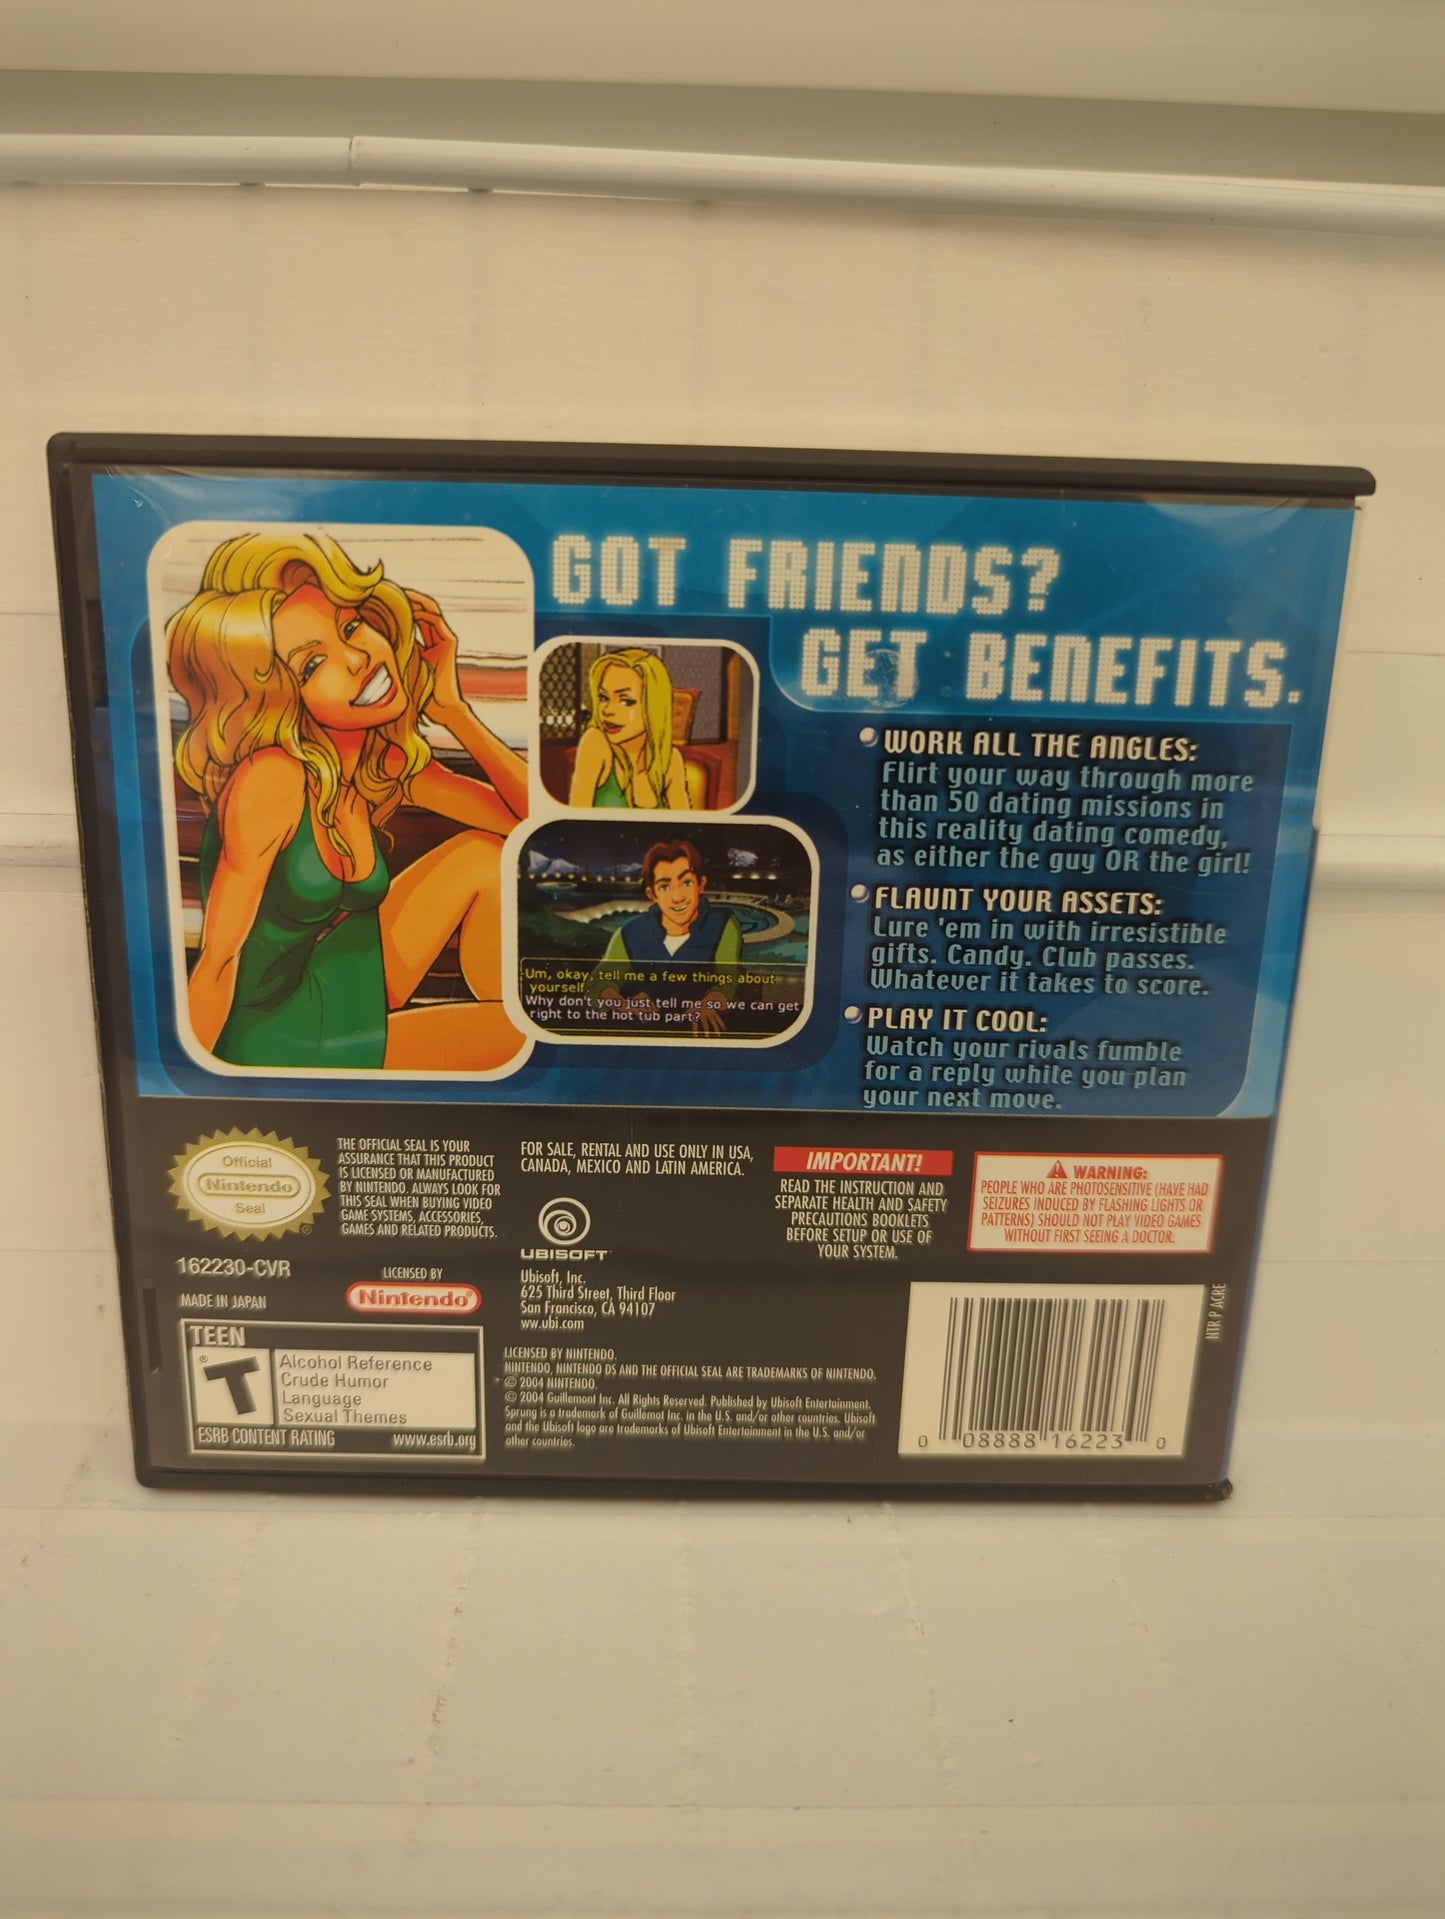 GOT FRIENDS?
GET BENEFITS.
WORK ALL THE ANGLES:
Flirt your way through more
than 50 dating missions in
this reality dating comedy,
as either the guy OR the girl!
FLAUNT YOUR ASSETS:
Lure 'em in with irresistible
gifts. Candy. Club passes.
Whatever it takes to score.
PLAY IT COOL:
Watch your rivals fumble
for a reply while you plan
your next move.
Um, okay, tell me a few things about
yourself.
Why don't you just tell me so we can get
right to the hot tub part?
Official
Nintendo
Seal
THE OFFICIAL SEAL IS YOUR
ASSURANCE THAT THIS PRODUCT
IS LICENSED OR MANUFACTURED
BY NINTENDO. ALWAYS LOOK FOR
THIS SEAL WHEN BUYING VIDEO
GAME SYSTEMS, ACCESSORIES,
GAMES AND RELATED PRODUCTS.
162230-CVR
MADE IN JAPAN
LICENSED BY
Nintendo®
TEEN
T
®
Alcohol Reference
Crude Humor
Language
Sexual Themes
ESRB CONTENT RATING www.esrb.org
FOR SALE, RENTAL AND USE ONLY IN USA,
CANADA, MEXICO AND LATIN AMERICA.
UBISOFT™
Ubisoft, Inc.
625 Third Street, Third Floor
San Francisco, CA 94107
ww.ubi.com
LICENSED BY NINTENDO.
NINTENDO, NINTENDO DS AND THE OFFICIAL SEAL ARE TRADEMARKS OF NINTENDO.
© 2004 NINTENDO.
© 2004 Guillemont Inc. All Rights Reserved. Published by Ubisoft Entertainment.
Sprung is a trademark of Guillemot Inc. in the U.S. and/or other countries. Ubisoft
and the Ubisoft logo are trademarks of Ubisoft Entertainment in the U.S. and/or
other countries.
IMPORTANT!
READ THE INSTRUCTION AND
SEPARATE HEALTH AND SAFETY
PRECAUTIONS BOOKLETS
BEFORE SETUP OR USE OF
YOUR SYSTEM.
WARNING:
PEOPLE WHO ARE PHOTOSENSITIVE (HAVE HAD
SEIZURES INDUCED BY FLASHING LIGHTS OR
PATTERNS) SHOULD NOT PLAY VIDEO GAMES
WITHOUT FIRST SEEING A DOCTOR.
NTR P ACRE
0 08888 16223 0